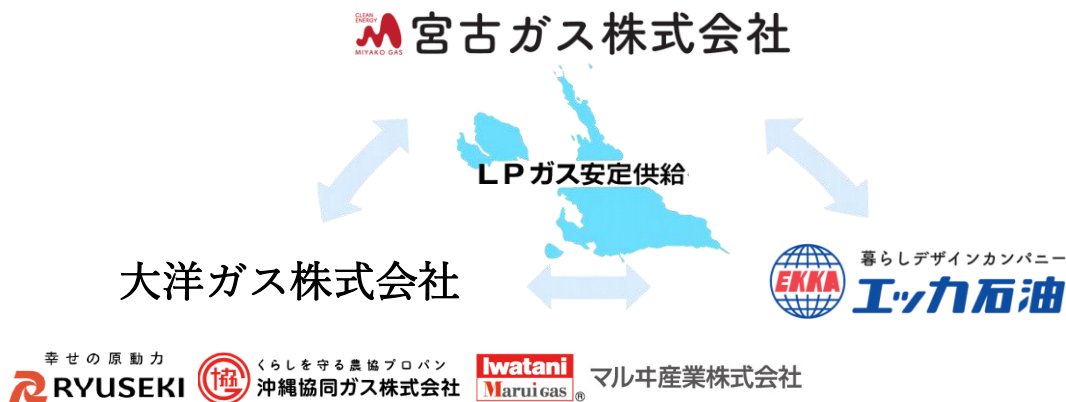 CLEAN
ENERGY
MIYAKO GAS
宮古ガス株式会社
LPガス安定供給
大洋ガス株式会社
EKKA
暮らしデザインカンパニー
エッカ石油
幸せの原動力
RYUSEKI
協
くらしを守る農協プロパン
沖縄協同ガス株式会社
Iwatani
Marui GAS ®
マルヰ産業株式会社